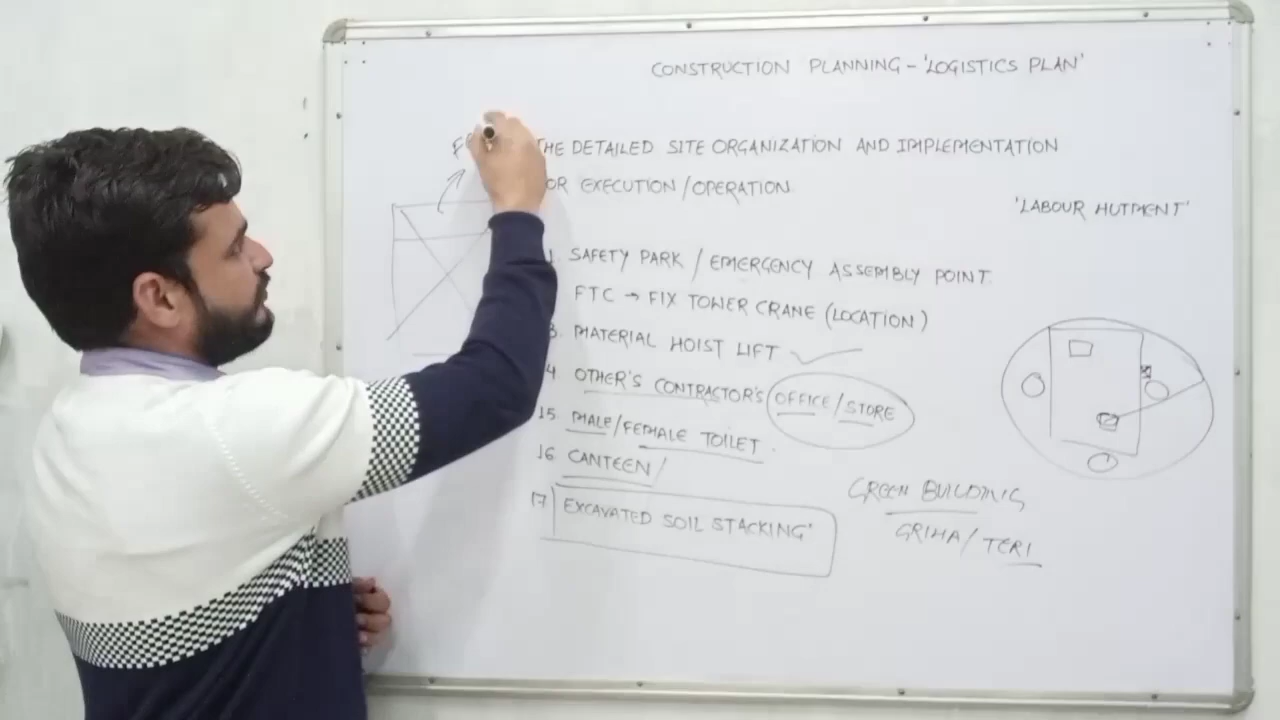 CONSTRUCTION PLANNING - 'LOGISTICS PLAN'
THE DETAILED SITE ORGANIZATION AND IMPLEMENTATION
FOR EXECUTION/OPERATION
'LABOUR HUTMENT'
SAFETY PARK / EMERGENCY ASSEMBLY POINT
FTC → FIX TOWER CRANE (LOCATION)
3. MATERIAL HOIST LIFT
4 OTHER'S CONTRACTOR'S OFFICE/STORE
15. MALE/FEMALE TOILET.
16. CANTEEN/
17 EXCAVATED SOIL STACKING'
GREEN BUILDING
GRIHA/TERI